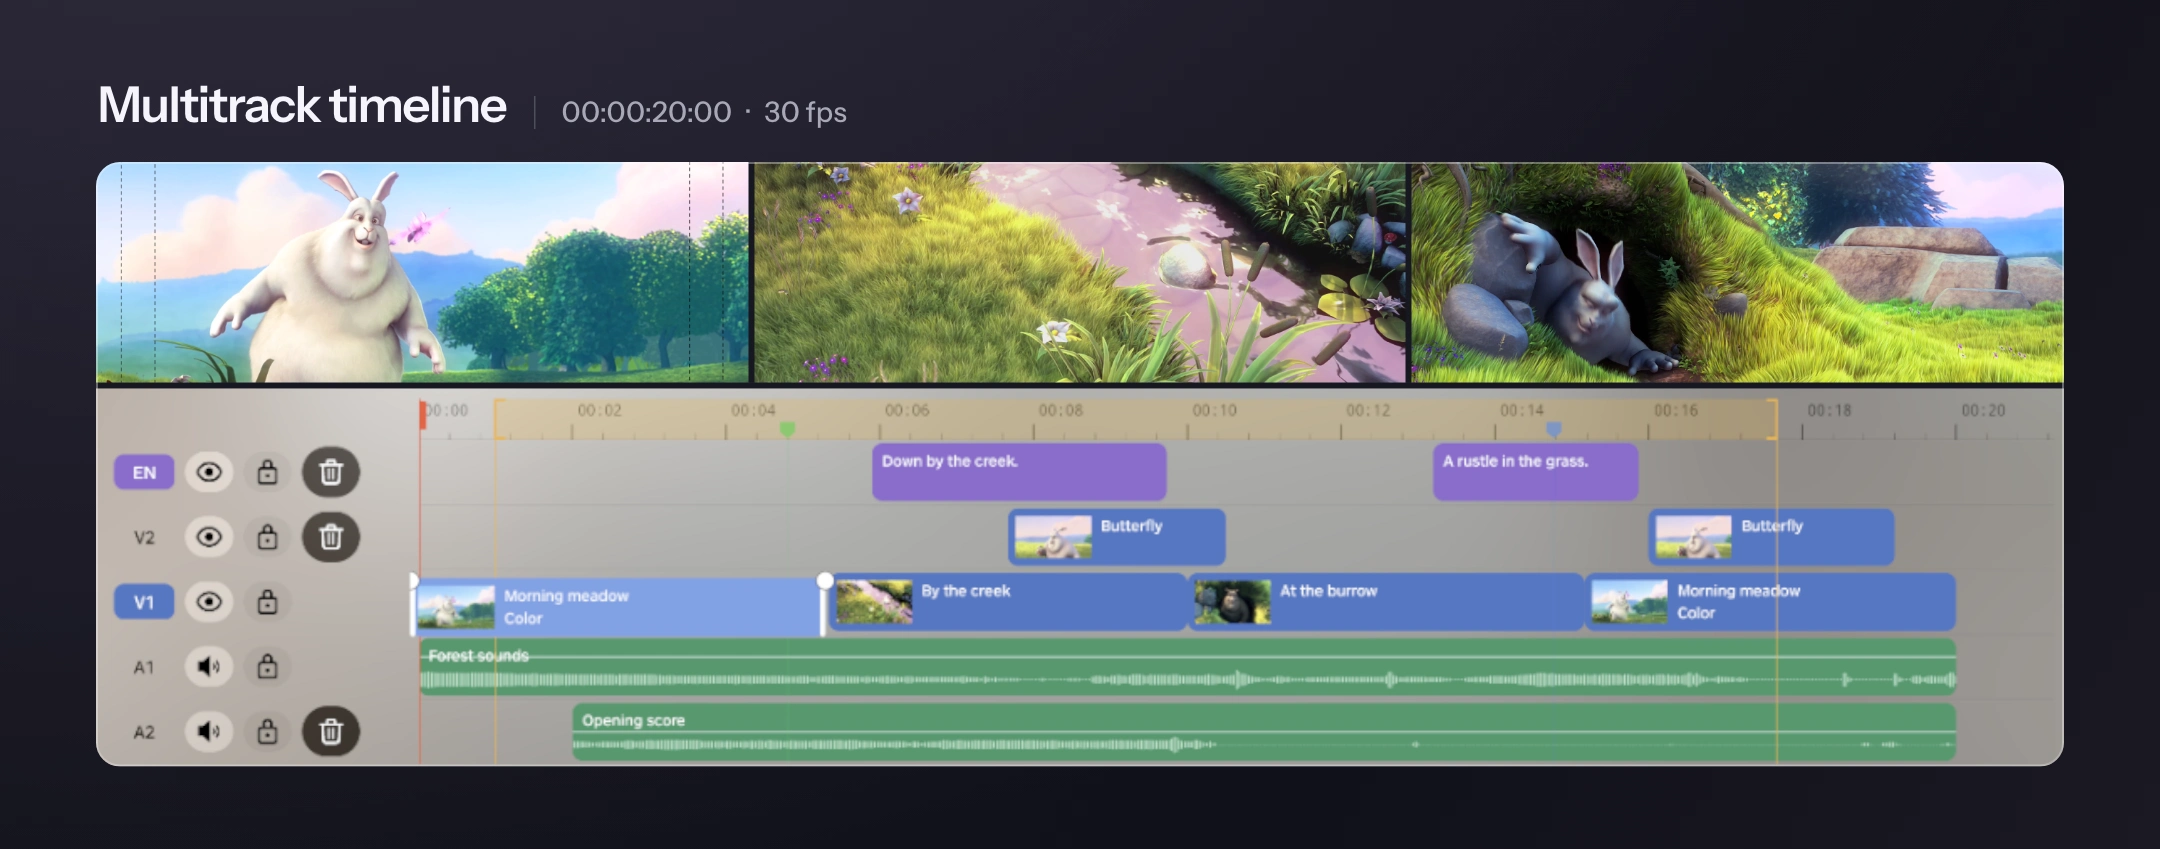 Multitrack timeline
00:00:20:00 · 30 fps
00:00 00:02 00:04 00:06 00:08 00:10 00:12 00:14 00:16 00:18 00:20
EN
Down by the creek.
A rustle in the grass.
V2
Butterfly
Butterfly
V1
Morning meadow
Color
By the creek
At the burrow
Morning meadow
Color
A1
Forest sounds
A2
Opening score